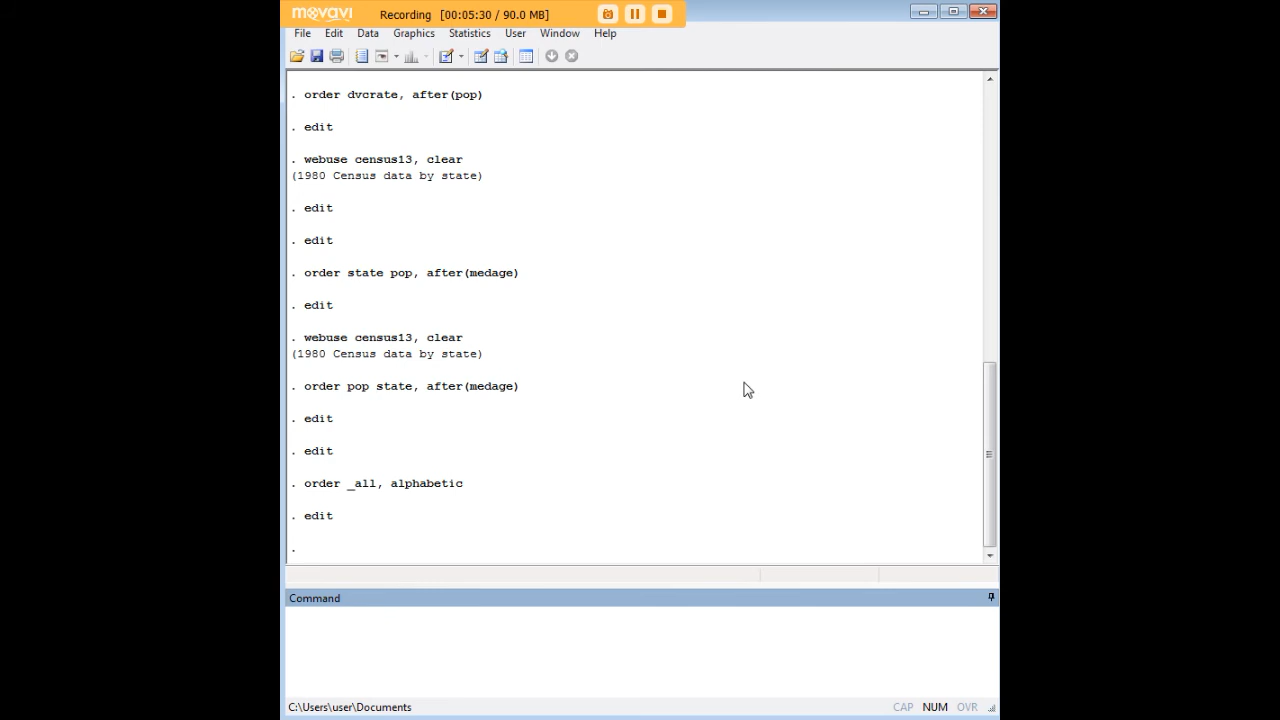 movavi Recording [00:05:30 / 90.0 MB]
File Edit Data Graphics Statistics User Window Help
. order dvcrate, after(pop)
. edit
. webuse census13, clear
(1980 Census data by state)
. edit
. edit
. order state pop, after(medage)
. edit
. webuse census13, clear
(1980 Census data by state)
. order pop state, after(medage)
. edit
. edit
. order _all, alphabetic
. edit
.
Command
C:\Users\user\Documents CAP NUM OVR